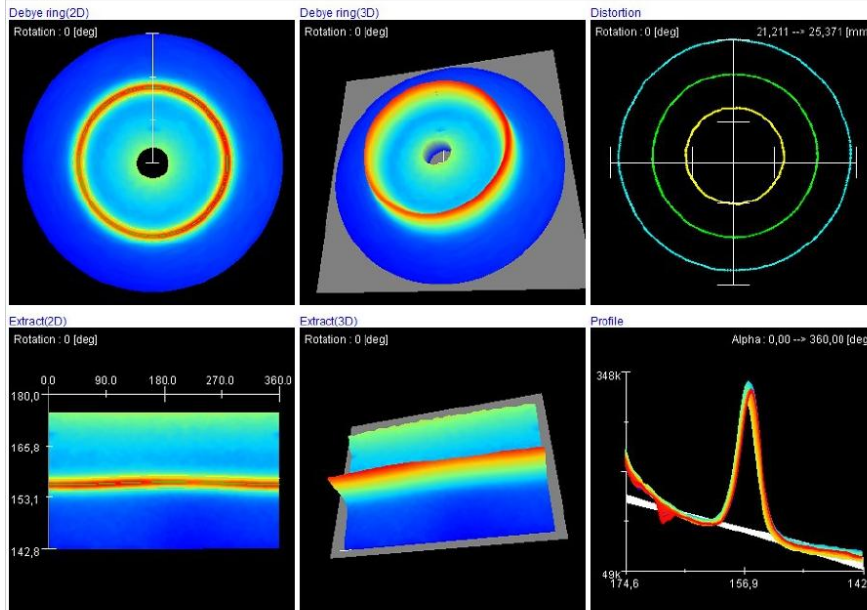 Debye ring(2D)
Rotation : 0 [deg]
Debye ring(3D)
Rotation : 0 [deg]
Distortion
Rotation : 0 [deg]
21,211 --> 25,371 [mm
Extract(2D)
Rotation : 0 [deg]
0.0 90.0 180.0 270.0 360.0
180,0
165,8
153,1
142,8
Extract(3D)
Rotation : 0 [deg]
Profile
Alpha : 0,00 --> 360,00 [deg
348k
49k
174,6 156,9 142